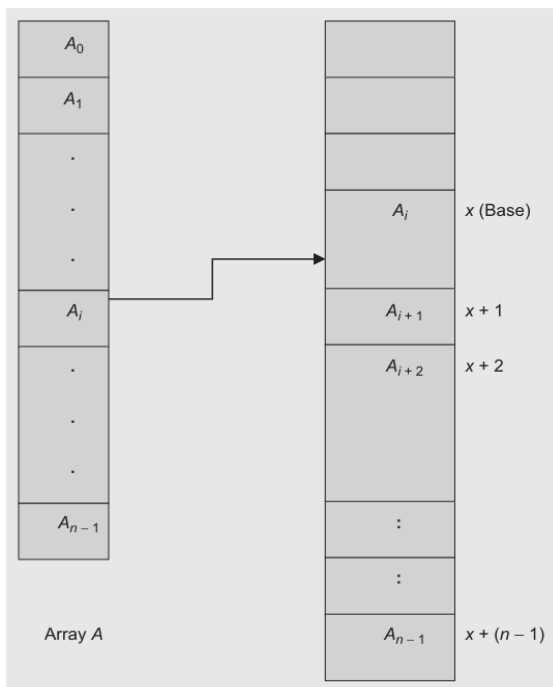 A0
A1
.
.
.
Ai
.
.
.
An – 1
Array A
Ai x (Base)
Ai + 1 x + 1
Ai + 2 x + 2
:
:
An – 1 x + (n – 1)